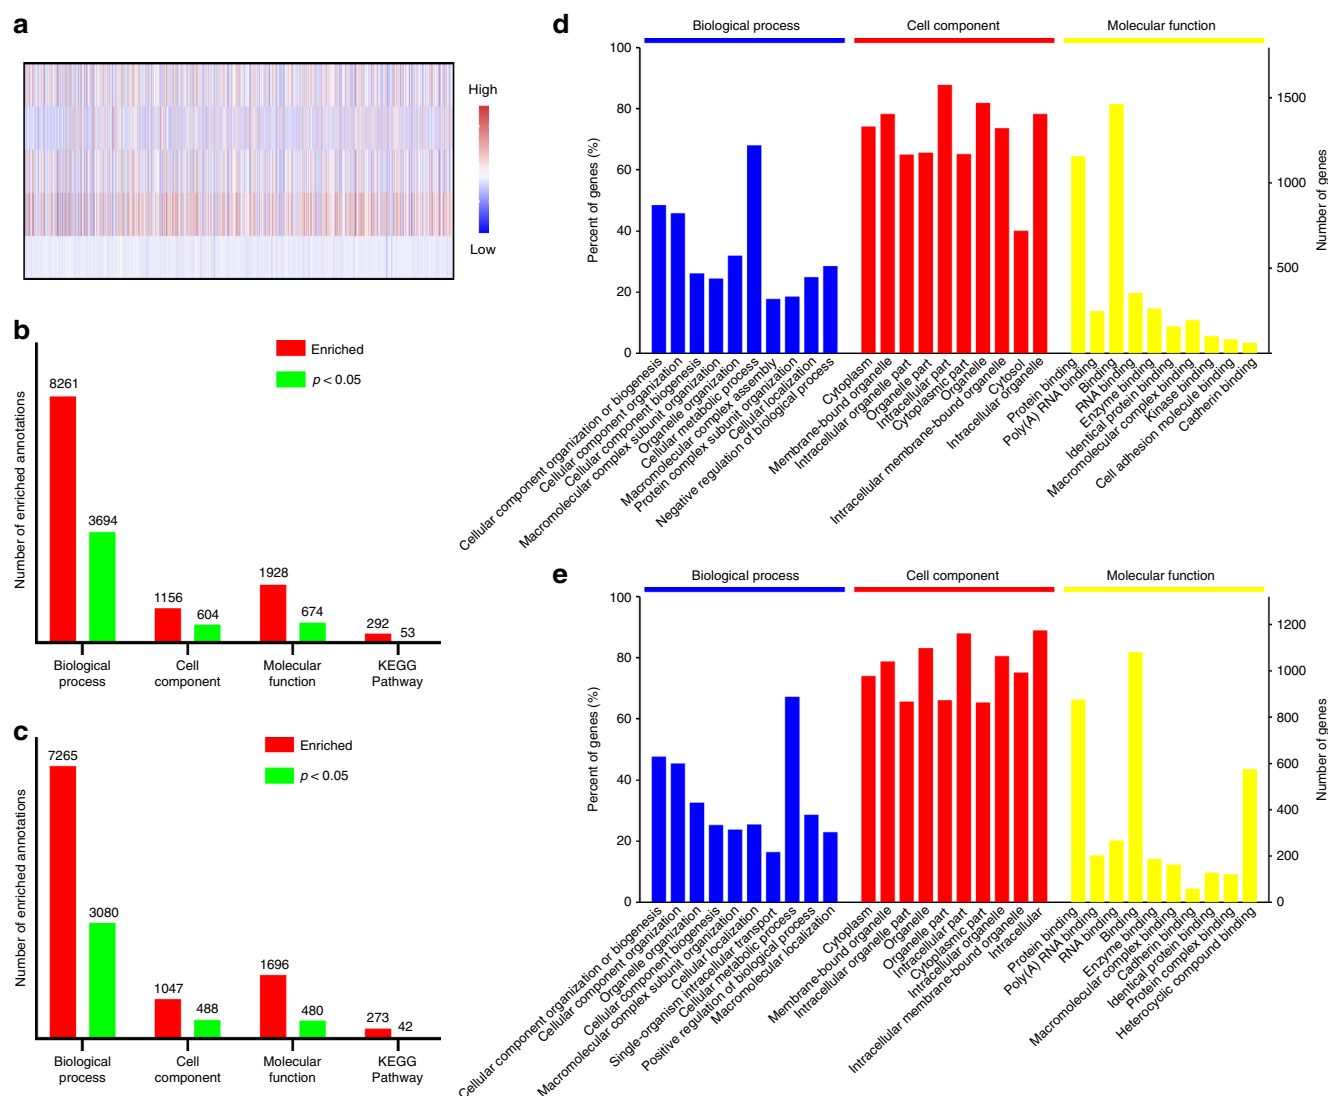 a
High
Low
b
Number of enriched annotations
Enriched
p < 0.05
8261
3694
1156
604
1928
674
292
53
Biological
process
Cell
component
Molecular
function
KEGG
Pathway
c
Number of enriched annotations
Enriched
p < 0.05
7265
3080
1047
488
1696
480
273
42
Biological
process
Cell
component
Molecular
function
KEGG
Pathway
d
Biological process
Cell component
Molecular function
Percent of genes (%)
100
80
60
40
20
0
Number of genes
1500
1000
500
Cellular component organization or biogenesis
Cellular component organization
Cellular component biogenesis
Macromolecular complex subunit organization
Organelle organization
Cellular metabolic process
Macromolecular complex assembly
Protein complex subunit organization
Cellular localization
Negative regulation of biological process
Cytoplasm
Membrane-bound organelle
Intracellular organelle part
Organelle part
Intracellular part
Cytoplasmic part
Organelle
Intracellular membrane-bound organelle
Cytosol
Intracellular organelle
Protein binding
Poly(A) RNA binding
Binding
RNA binding
Enzyme binding
Identical protein binding
Macromolecular complex binding
Kinase binding
Cell adhesion molecule binding
Cadherin binding
e
Biological process
Cell component
Molecular function
Percent of genes (%)
100
80
60
40
20
0
Number of genes
1200
1000
800
600
400
200
0
Cellular component organization or biogenesis
Cellular component organization
Organelle organization
Cellular component biogenesis
Macromolecular complex subunit organization
Cellular localization
Single-organism intracellular transport
Cellular metabolic process
Positive regulation of biological process
Macromolecular localization
Cytoplasm
Membrane-bound organelle
Intracellular organelle part
Organelle
Organelle part
Intracellular part
Cytoplasmic part
Intracellular organelle
Intracellular membrane-bound organelle
Intracellular
Protein binding
Poly(A) RNA binding
RNA binding
Binding
Enzyme binding
Macromolecular complex binding
Cadherin binding
Identical protein binding
Protein complex binding
Heterocyclic compound binding